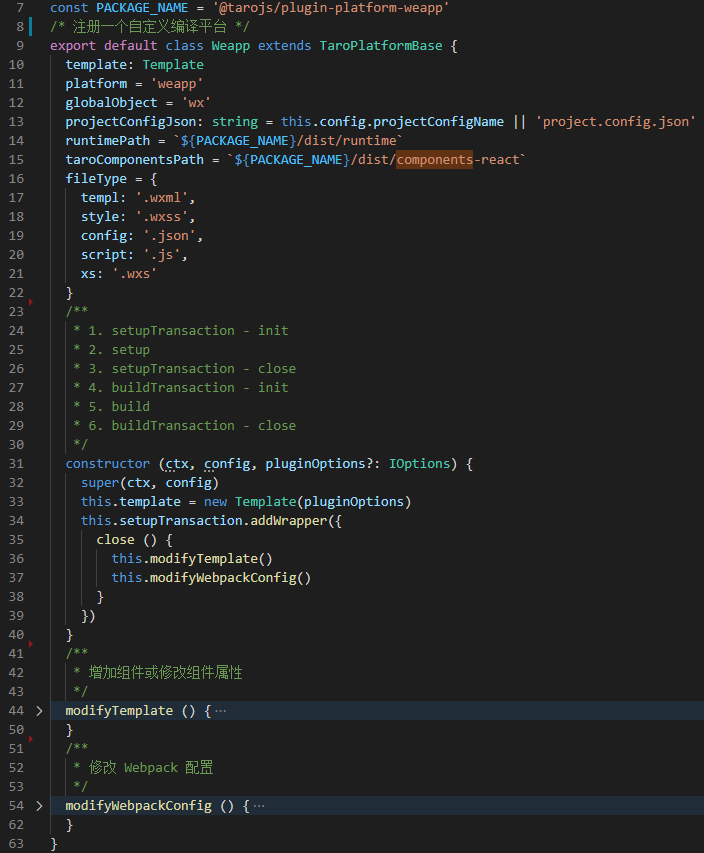 7 const PACKAGE_NAME = '@tarojs/plugin-platform-weapp'
8 /* 注册一个自定义编译平台 */
9 export default class Weapp extends TaroPlatformBase {
10   template: Template
11   platform = 'weapp'
12   globalObject = 'wx'
13   projectConfigJson: string = this.config.projectConfigName || 'project.config.json'
14   runtimePath = `${PACKAGE_NAME}/dist/runtime`
15   taroComponentsPath = `${PACKAGE_NAME}/dist/components-react`
16   fileType = {
17     templ: '.wxml',
18     style: '.wxss',
19     config: '.json',
20     script: '.js',
21     xs: '.wxs'
22   }
23   /**
24    * 1. setupTransaction - init
25    * 2. setup
26    * 3. setupTransaction - close
27    * 4. buildTransaction - init
28    * 5. build
29    * 6. buildTransaction - close
30    */
31   constructor (ctx, config, pluginOptions?: IOptions) {
32     super(ctx, config)
33     this.template = new Template(pluginOptions)
34     this.setupTransaction.addWrapper({
35       close () {
36         this.modifyTemplate()
37         this.modifyWebpackConfig()
38       }
39     })
40   }
41   /**
42    * 增加组件或修改组件属性
43    */
44   modifyTemplate () {…
50   }
51   /**
52    * 修改 Webpack 配置
53    */
54   modifyWebpackConfig () {…
62   }
63 }